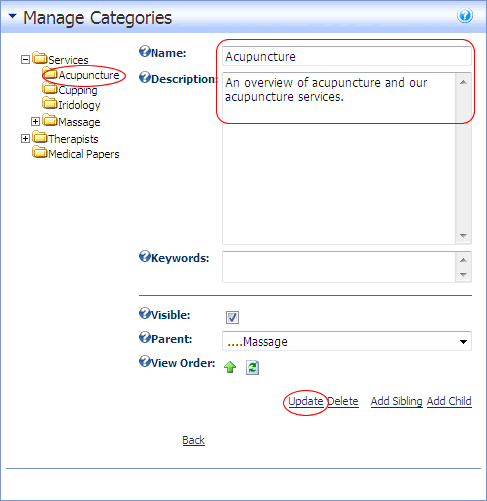 Manage Categories
Services
Acupuncture
Cupping
Iridology
Massage
Therapists
Medical Papers
Name:
Acupuncture
Description:
An overview of acupuncture and our
acupuncture services.
Keywords:
Visible:
Parent:
....Massage
View Order:
Update Delete Add Sibling Add Child
Back